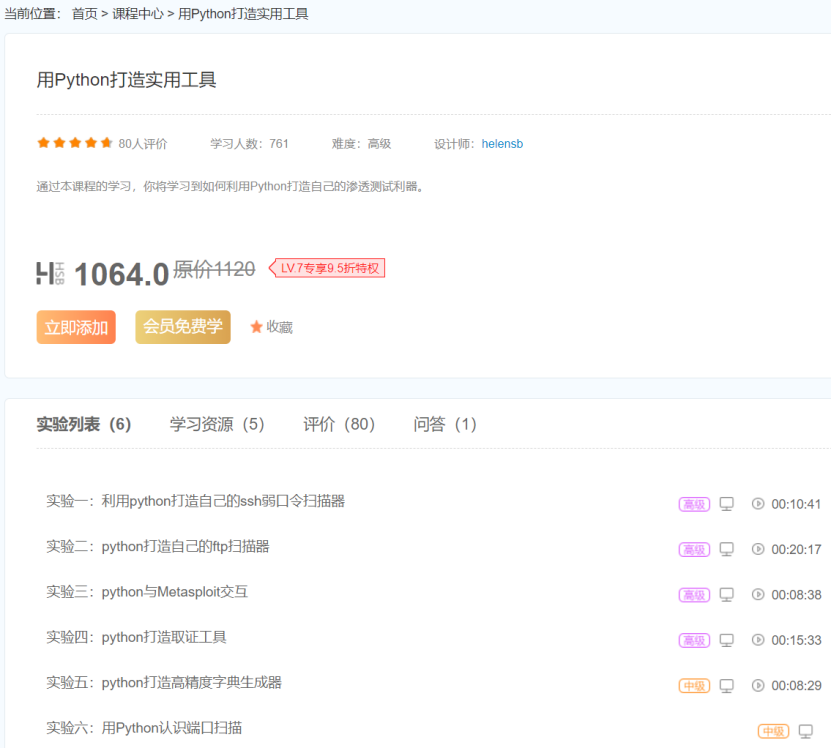 当前位置： 首页 > 课程中心 > 用Python打造实用工具
用Python打造实用工具
80人评价 学习人数：761 难度：高级 设计师：helensb
通过本课程的学习，你将学习到如何利用Python打造自己的渗透测试利器。
HSB 1064.0 原价1120 LV.7专享9.5折特权
立即添加 会员免费学 收藏
实验列表（6） 学习资源（5） 评价（80） 问答（1）
实验一：利用python打造自己的ssh弱口令扫描器 高级 00:10:41
实验二：python打造自己的ftp扫描器 高级 00:20:17
实验三：python与Metasploit交互 高级 00:08:38
实验四：python打造取证工具 高级 00:15:33
实验五：python打造高精度字典生成器 中级 00:08:29
实验六：用Python认识端口扫描 中级